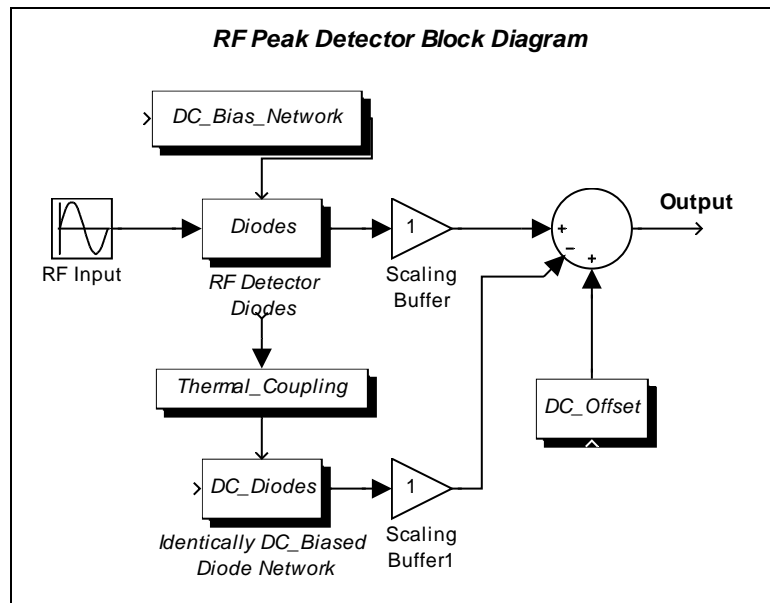 RF Peak Detector Block Diagram
DC_Bias_Network
Output
Diodes
1
+
−
+
RF Input
RF Detector
Diodes
Scaling
Buffer
Thermal_Coupling
DC_Offset
DC_Diodes
1
Identically DC_Biased
Diode Network
Scaling
Buffer1